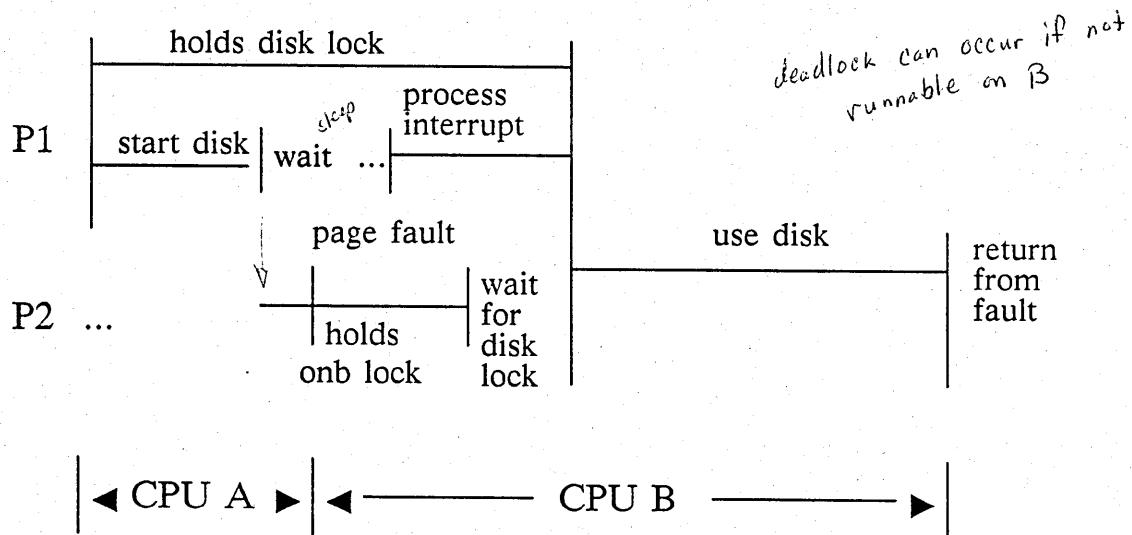 holds disk lock
deadlock can occur if not
runnable on B
P1
start disk
wait
sleep
...
process
interrupt
page fault
use disk
return
from
fault
P2 ...
holds
onb lock
wait
for
disk
lock
CPU A
CPU B